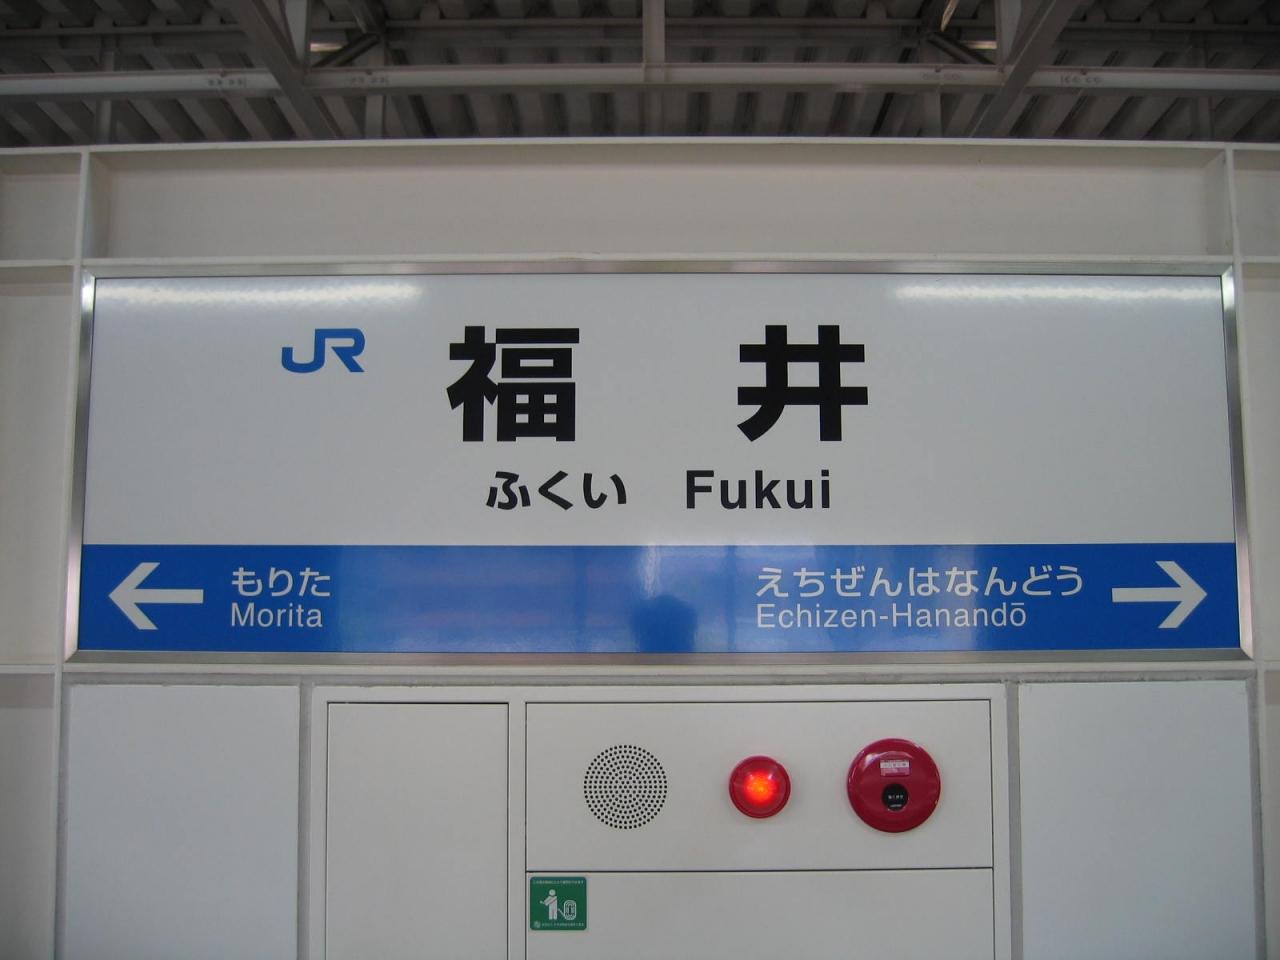 JR 福井
ふくい Fukui
もりた
Morita
えちぜんはなんどう
Echizen-Hanandō